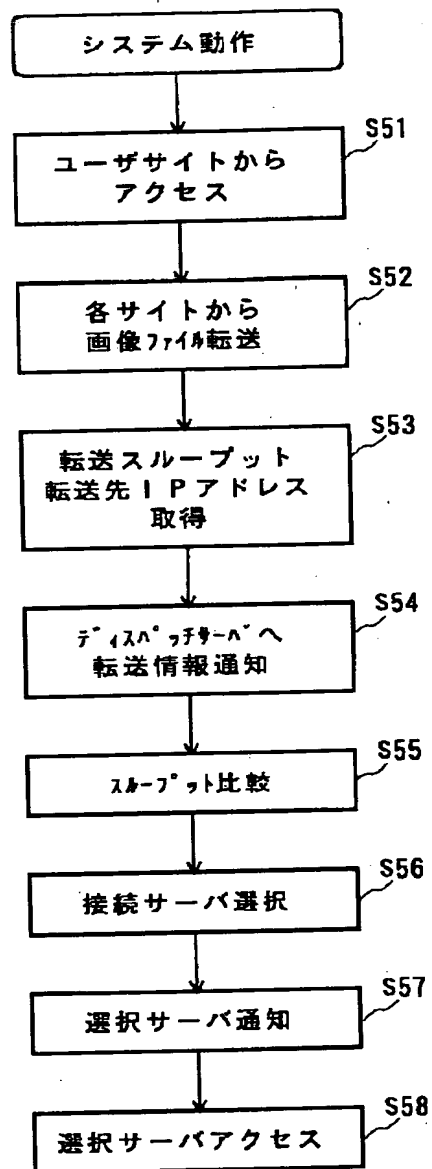 システム動作
S51
ユーザサイトから
アクセス
S52
各サイトから
画像ファイル転送
S53
転送スループット
転送先IPアドレス
取得
S54
ディスパッチサーバへ
転送情報通知
S55
スループット比較
S56
接続サーバ選択
S57
選択サーバ通知
S58
選択サーバアクセス